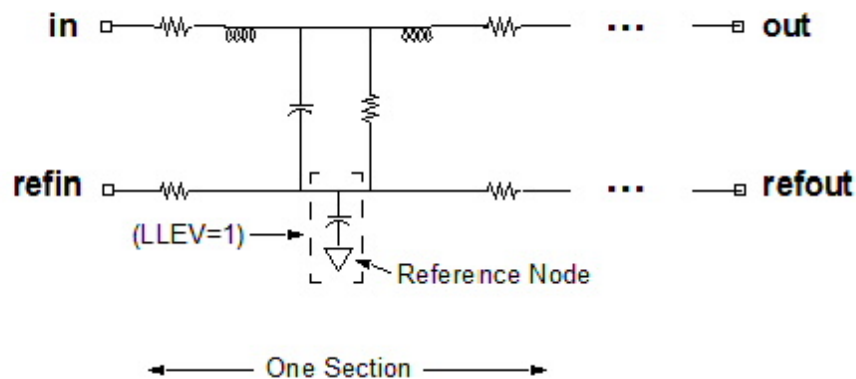 in ... out
refin ... refout
(LLEV=1)
Reference Node
One Section